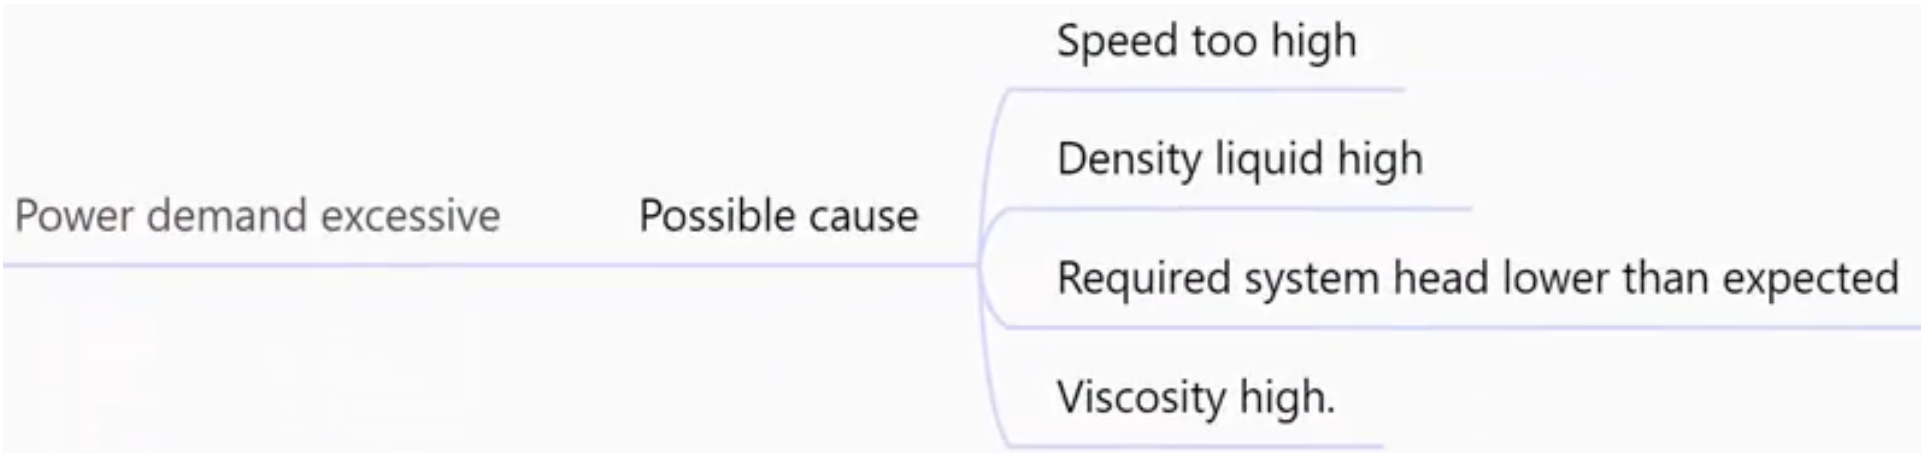 Power demand excessive
Possible cause
Speed too high
Density liquid high
Required system head lower than expected
Viscosity high.